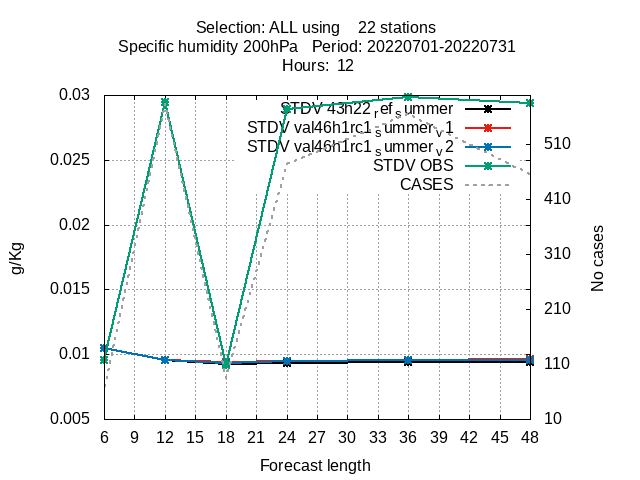 Selection: ALL using 22 stations
Specific humidity 200hPa Period: 20220701-20220731
Hours: 12
STDV 43h22ref_summer
STDV val46h1rc1_summer_v1
STDV val46h1rc1_summer_v2
STDV OBS
CASES
0.03
0.025
0.02
0.015
0.01
0.005
510
410
310
210
110
10
g/Kg
No cases
6 9 12 15 18 21 24 27 30 33 36 39 42 45 48
Forecast length